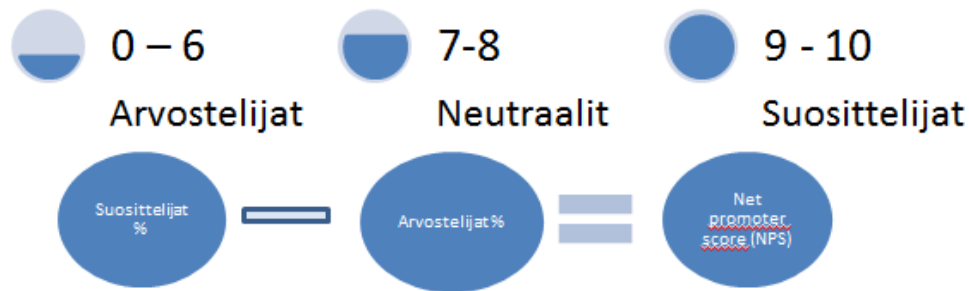 0 – 6
7-8
9 - 10
Arvostelijat
Neutraalit
Suosittelijat
Suosittelijat
%
Arvostelijat %
Net
promoter
score (NPS)